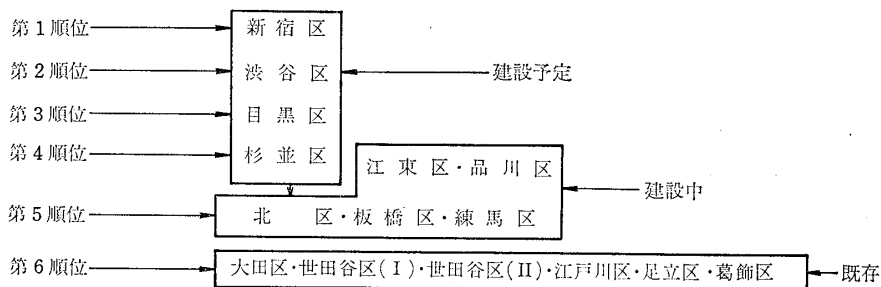 第1順位 新宿区
第2順位 渋谷区 建設予定
第3順位 目黒区
第4順位 杉並区
江東区・品川区
建設中
第5順位 北区・板橋区・練馬区
第6順位 大田区・世田谷区(I)・世田谷区(II)・江戸川区・足立区・葛飾区 既存